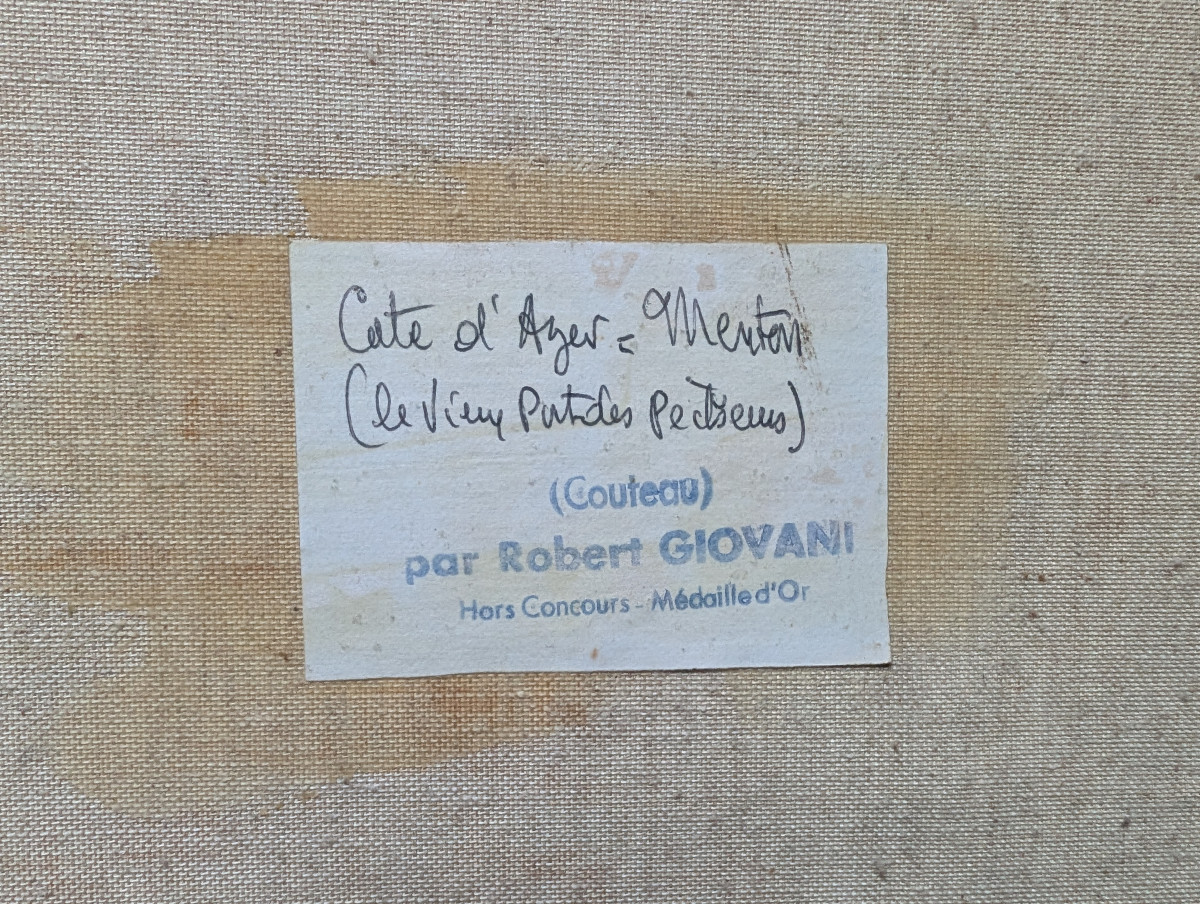 Cote d'Azur = Menton
(le Vieux Port des Pêcheurs)
(Couteau)
par Robert GIOVANI
Hors Concours - Médaille d'Or